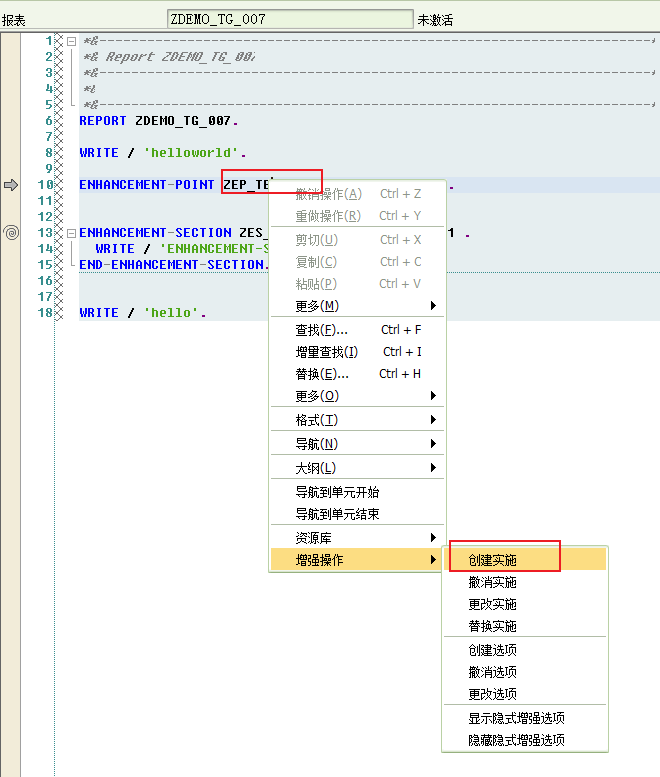 报表 ZDEMO_TG_007 未激活
1 *&---------------------------------------------------------------------
2 *& Report ZDEMO_TG_007
3 *&---------------------------------------------------------------------
4 *&
5 *&---------------------------------------------------------------------
6 REPORT ZDEMO_TG_007.
7
8 WRITE / 'helloworld'.
9
10 ENHANCEMENT-POINT ZEP_TE .
11
12
13 ENHANCEMENT-SECTION ZES_ 1 .
14 WRITE / 'ENHANCEMENT-S
15 END-ENHANCEMENT-SECTION.
16
17
18 WRITE / 'hello'.
撤销操作(A) Ctrl + Z
重做操作(R) Ctrl + Y
剪切(U) Ctrl + X
复制(C) Ctrl + C
粘贴(P) Ctrl + V
更多(M)
查找(F)... Ctrl + F
增量查找(I) Ctrl + I
替换(E)... Ctrl + H
更多(O)
格式(T)
导航(N)
大纲(L)
导航到单元开始
导航到单元结束
资源库
增强操作
创建实施
撤消实施
更改实施
替换实施
创建选项
撤消选项
更改选项
显示隐式增强选项
隐藏隐式增强选项